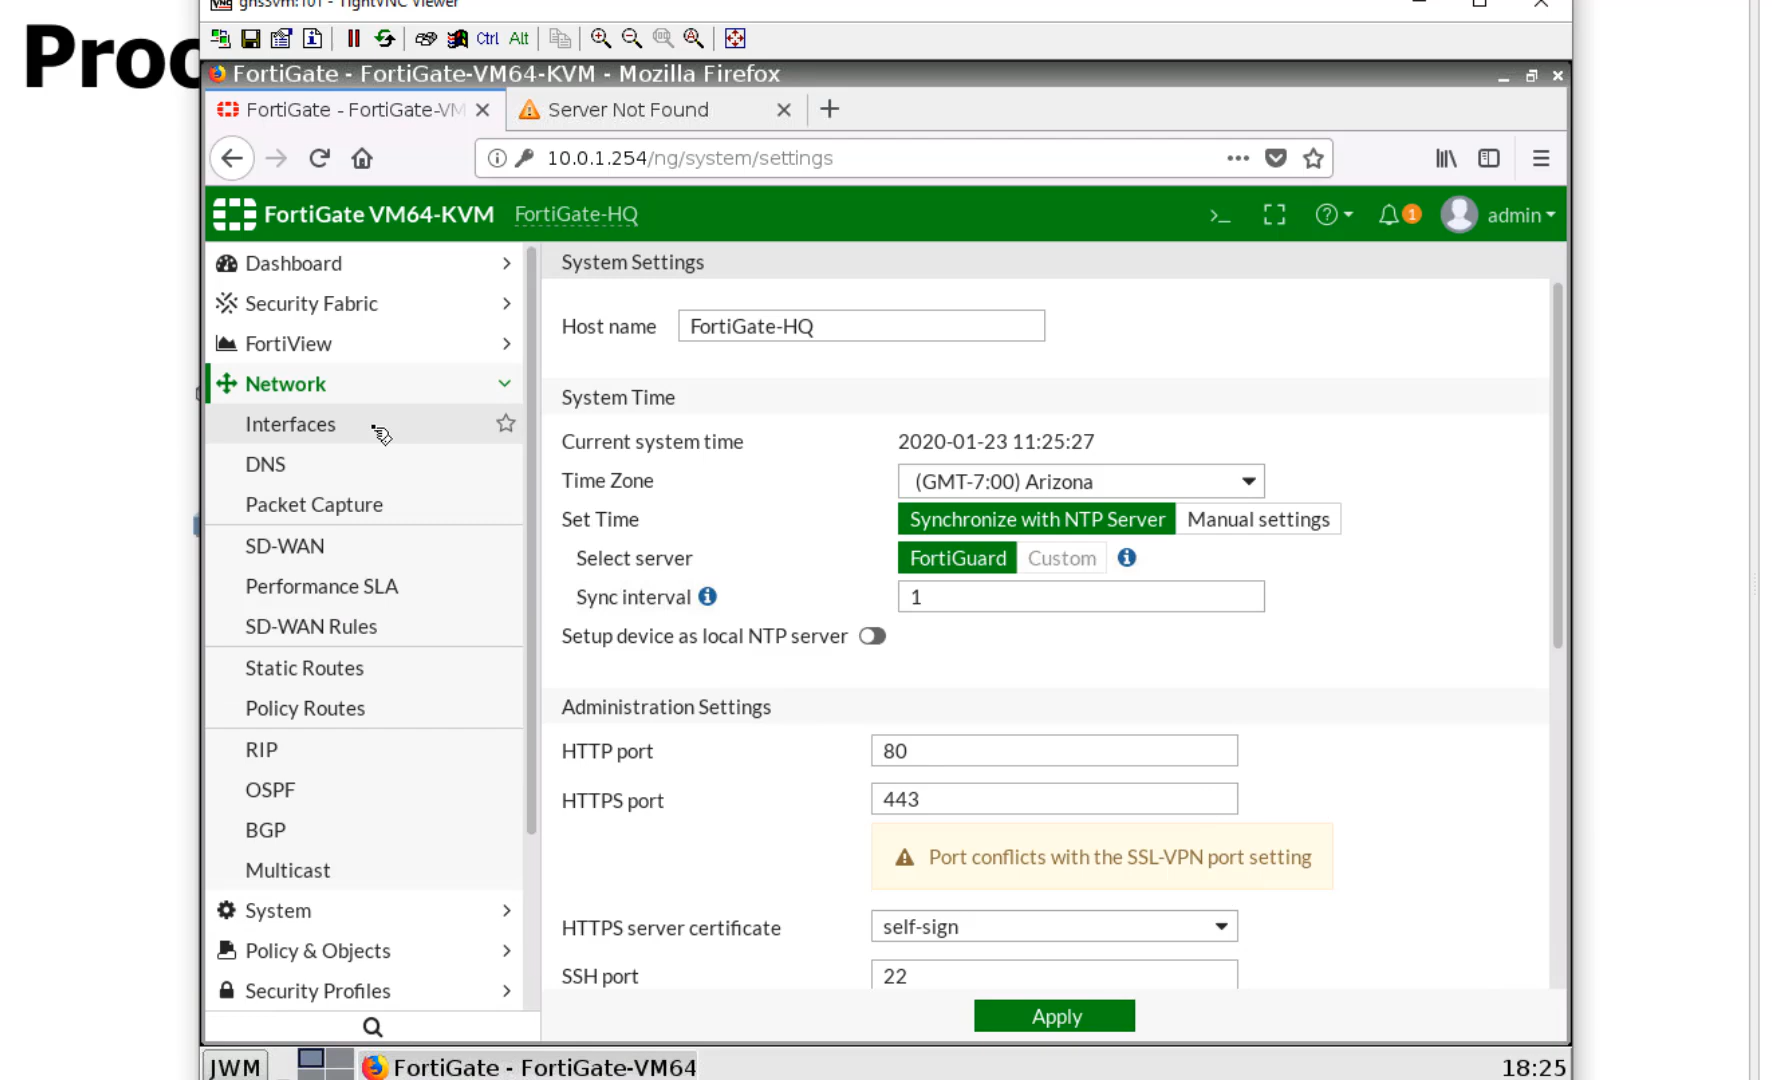 gns3vm:101 - TightVNC Viewer
Ctrl Alt
FortiGate - FortiGate-VM64-KVM - Mozilla Firefox
FortiGate - FortiGate-VM
Server Not Found
10.0.1.254/ng/system/settings
FortiGate VM64-KVM FortiGate-HQ
1
admin
Dashboard
Security Fabric
FortiView
Network
Interfaces
DNS
Packet Capture
SD-WAN
Performance SLA
SD-WAN Rules
Static Routes
Policy Routes
RIP
OSPF
BGP
Multicast
System
Policy & Objects
Security Profiles
System Settings
Host name FortiGate-HQ
System Time
Current system time 2020-01-23 11:25:27
Time Zone (GMT-7:00) Arizona
Set Time Synchronize with NTP Server Manual settings
Select server FortiGuard Custom
Sync interval 1
Setup device as local NTP server
Administration Settings
HTTP port 80
HTTPS port 443
Port conflicts with the SSL-VPN port setting
HTTPS server certificate self-sign
SSH port 22
Apply
JWM FortiGate - FortiGate-VM64 18:25